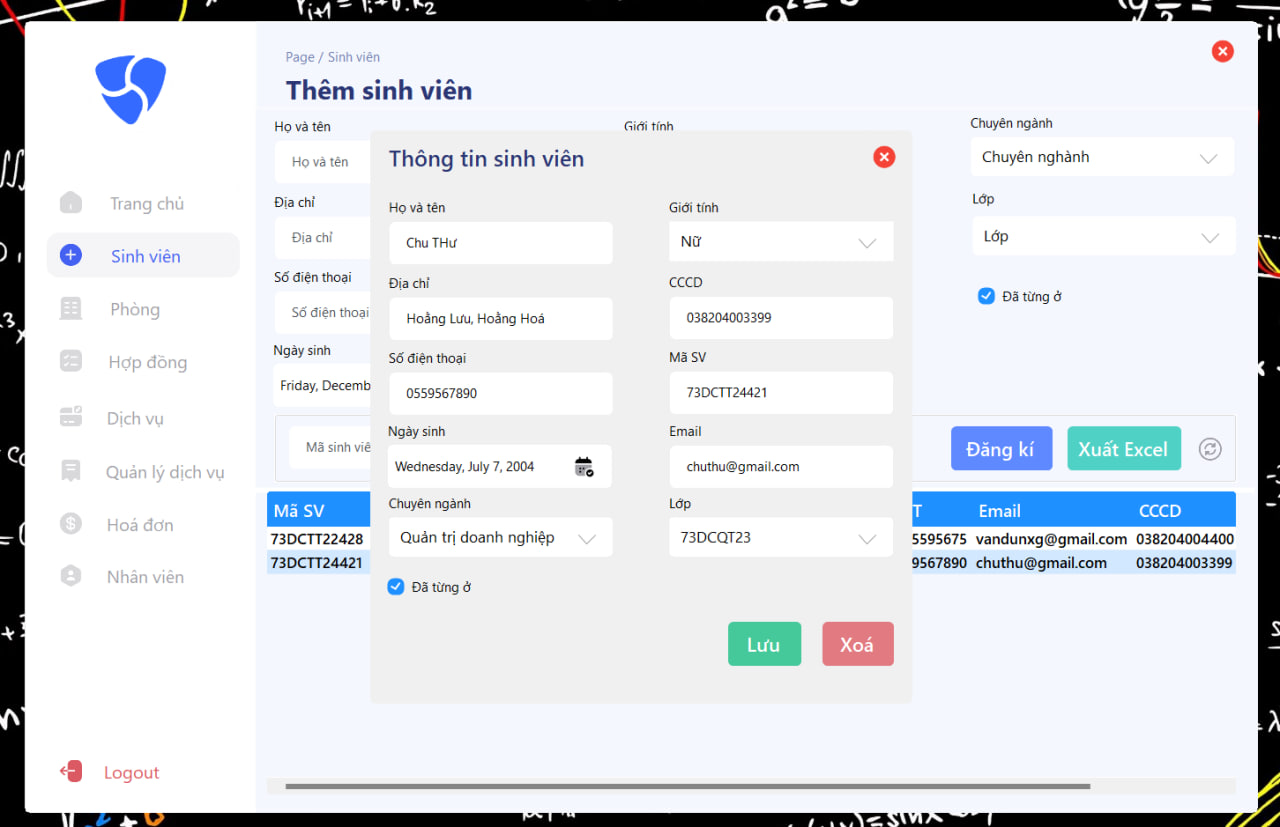 Page / Sinh viên
Thêm sinh viên
Trang chủ
Sinh viên
Phòng
Hợp đồng
Dịch vụ
Quản lý dịch vụ
Hoá đơn
Nhân viên
Logout
Họ và tên
Giới tính
Chuyên ngành
Họ và tên
Chuyên nghành
Địa chỉ
Lớp
Địa chỉ
Lớp
Số điện thoại
Số điện thoại
Đã từng ở
Ngày sinh
Friday, Decemb
Mã sinh viê
Đăng kí
Xuất Excel
Mã SV
T
Email
CCCD
73DCTT22428
5595675
vandunxg@gmail.com
038204004400
73DCTT24421
9567890
chuthu@gmail.com
038204003399
Thông tin sinh viên
Họ và tên
Giới tính
Chu THư
Nữ
Địa chỉ
CCCD
Hoằng Lưu, Hoằng Hoá
038204003399
Số điện thoại
Mã SV
0559567890
73DCTT24421
Ngày sinh
Email
Wednesday, July 7, 2004
chuthu@gmail.com
Chuyên ngành
Lớp
Quản trị doanh nghiệp
73DCQT23
Đã từng ở
Lưu
Xoá